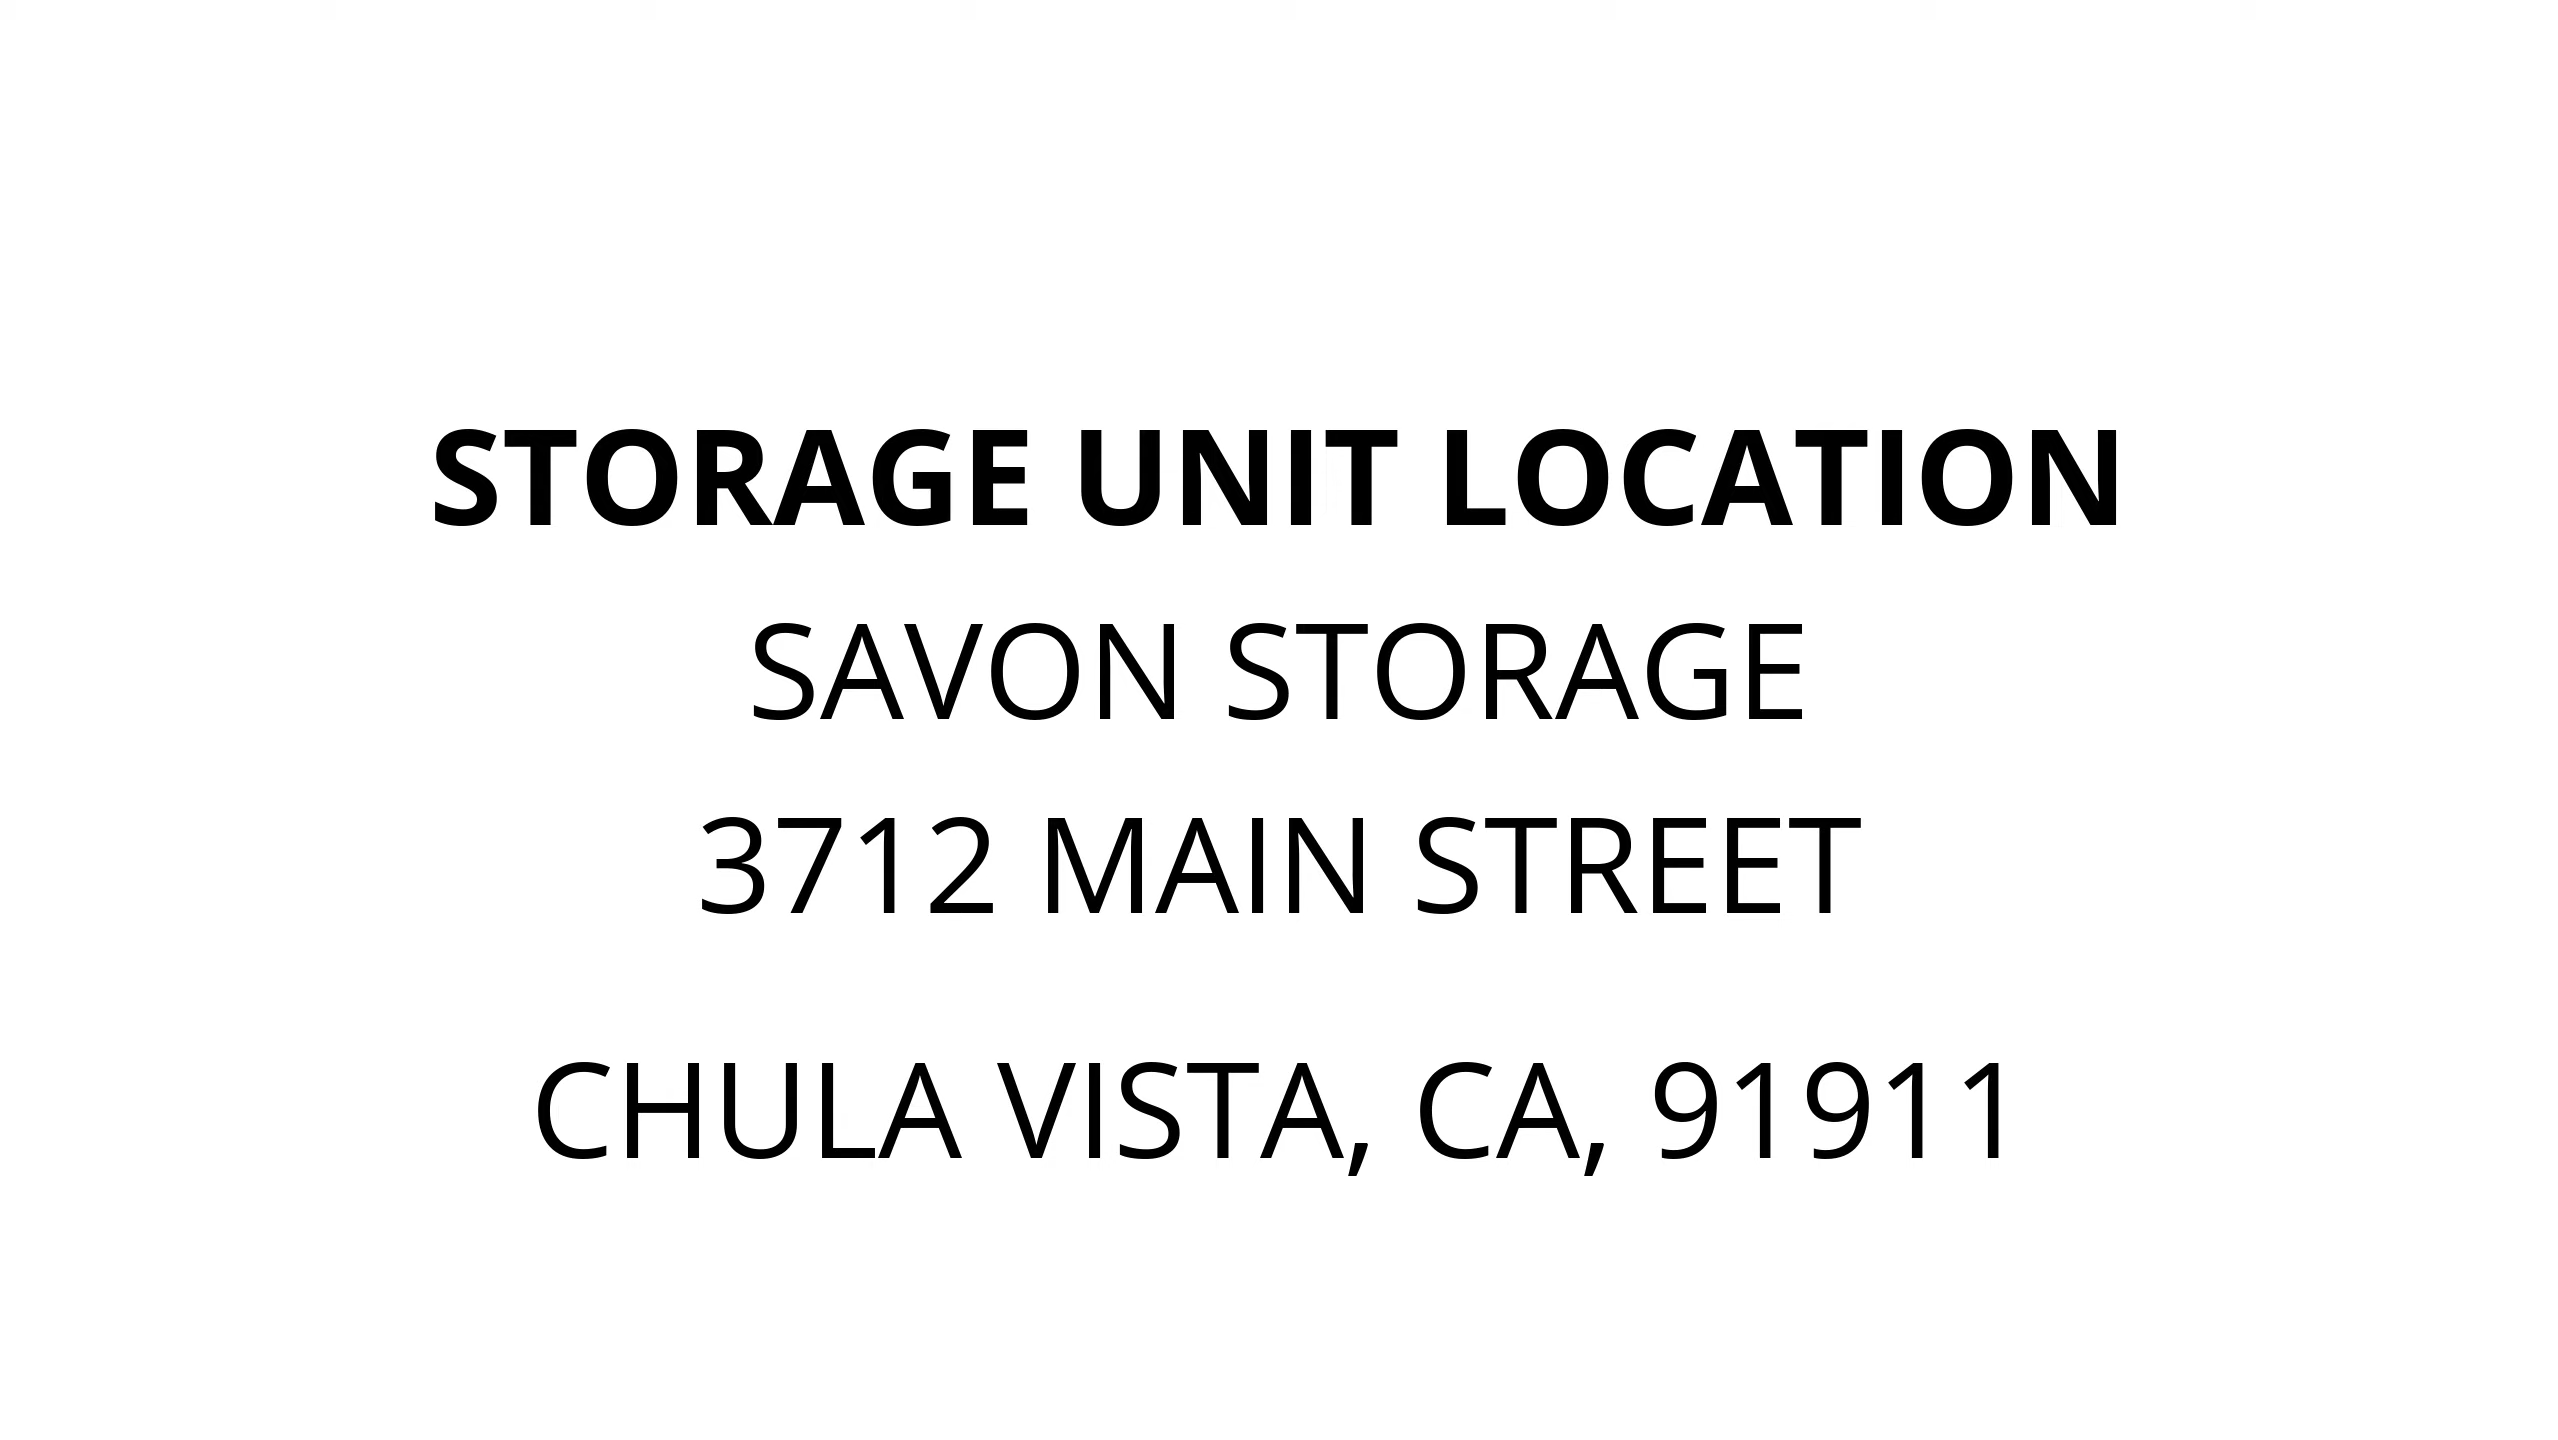 STORAGE UNIT LOCATION
SAVON STORAGE
3712 MAIN STREET
CHULA VISTA, CA, 91911